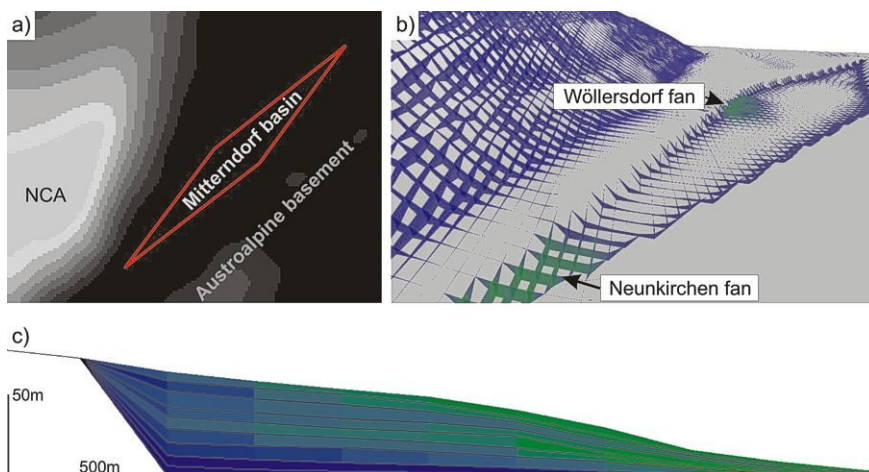 a)
NCA
Mitterndorf basin
Austroalpine basement
b)
Wöllersdorf fan
Neunkirchen fan
c)
50m
500m